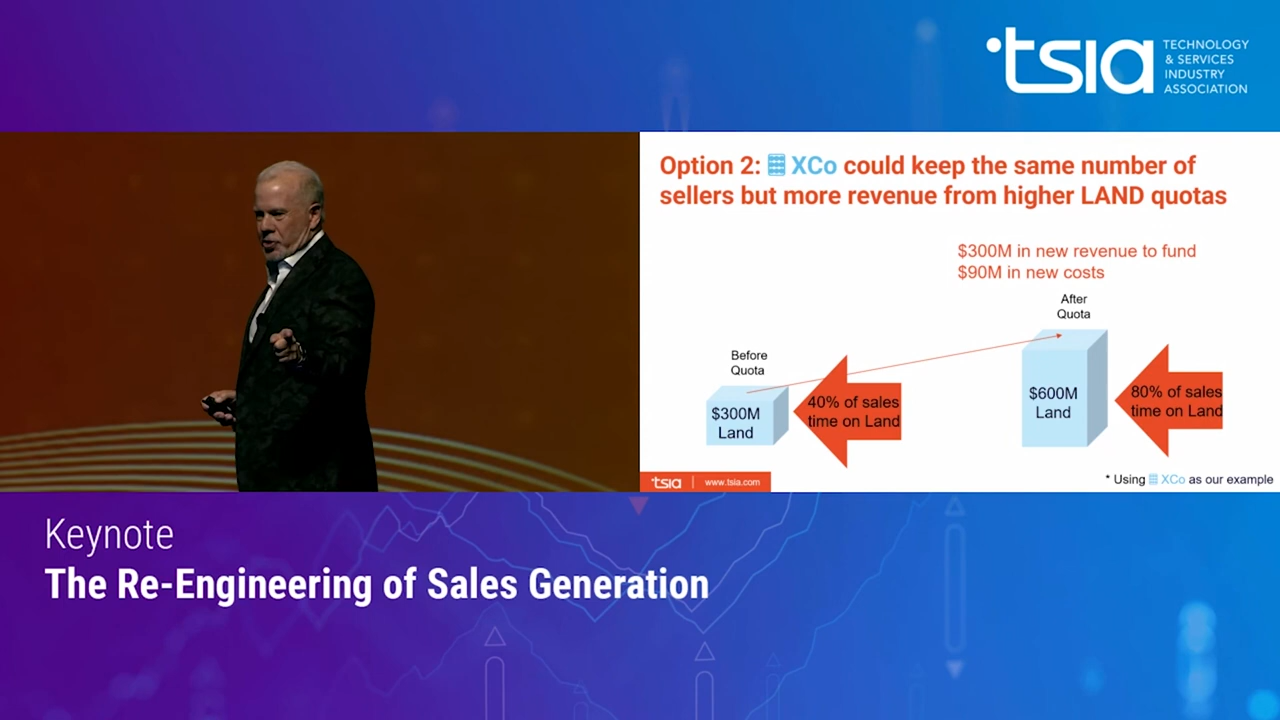 tsia
TECHNOLOGY
& SERVICES
INDUSTRY
ASSOCIATION
Option 2: XCo could keep the same number of
sellers but more revenue from higher LAND quotas
$300M in new revenue to fund
$90M in new costs
After
Quota
Before
Quota
$300M
Land
40% of sales
time on Land
$600M
Land
80% of sales
time on Land
tsia | www.tsia.com
* Using XCo as our example
Keynote
The Re-Engineering of Sales Generation